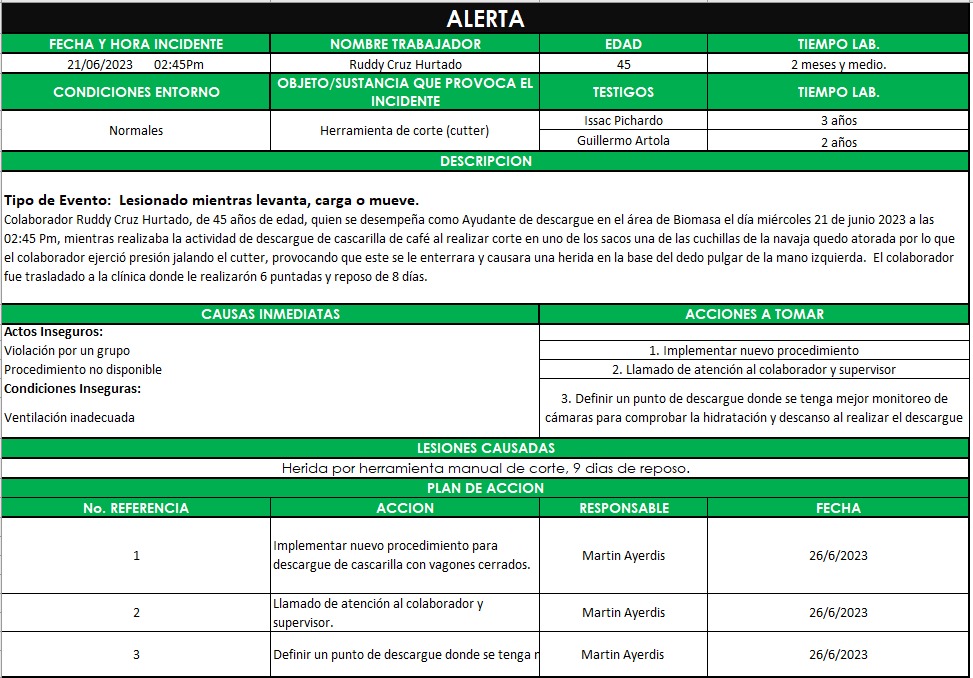 ALERTA
FECHA Y HORA INCIDENTE NOMBRE TRABAJADOR EDAD TIEMPO LAB.
21/06/2023 02:45Pm Ruddy Cruz Hurtado 45 2 meses y medio.
CONDICIONES ENTORNO OBJETO/SUSTANCIA QUE PROVOCA EL INCIDENTE TESTIGOS TIEMPO LAB.
Normales Herramienta de corte (cutter) Issac Pichardo 3 años
Guillermo Artola 2 años
DESCRIPCION
Tipo de Evento: Lesionado mientras levanta, carga o mueve.
Colaborador Ruddy Cruz Hurtado, de 45 años de edad, quien se desempeña como Ayudante de descargue en el área de Biomasa el día miércoles 21 de junio 2023 a las
02:45 Pm, mientras realizaba la actividad de descargue de cascarilla de café al realizar corte en uno de los sacos una de las cuchillas de la navaja quedo atorada por lo que
el colaborador ejerció presión jalando el cutter, provocando que este se le enterrara y causara una herida en la base del dedo pulgar de la mano izquierda. El colaborador
fue trasladado a la clínica donde le realizarón 6 puntadas y reposo de 8 días.
CAUSAS INMEDIATAS ACCIONES A TOMAR
Actos Inseguros:
Violación por un grupo 1. Implementar nuevo procedimiento
Procedimiento no disponible 2. Llamado de atención al colaborador y supervisor
Condiciones Inseguras:
Ventilación inadecuada
3. Definir un punto de descargue donde se tenga mejor monitoreo de
cámaras para comprobar la hidratación y descanso al realizar el descargue
LESIONES CAUSADAS
Herida por herramienta manual de corte, 9 dias de reposo.
PLAN DE ACCION
No. REFERENCIA ACCION RESPONSABLE FECHA
1 Implementar nuevo procedimiento para
descargue de cascarilla con vagones cerrados. Martin Ayerdis 26/6/2023
2 Llamado de atención al colaborador y
supervisor. Martin Ayerdis 26/6/2023
3 Definir un punto de descargue donde se tenga Martin Ayerdis 26/6/2023